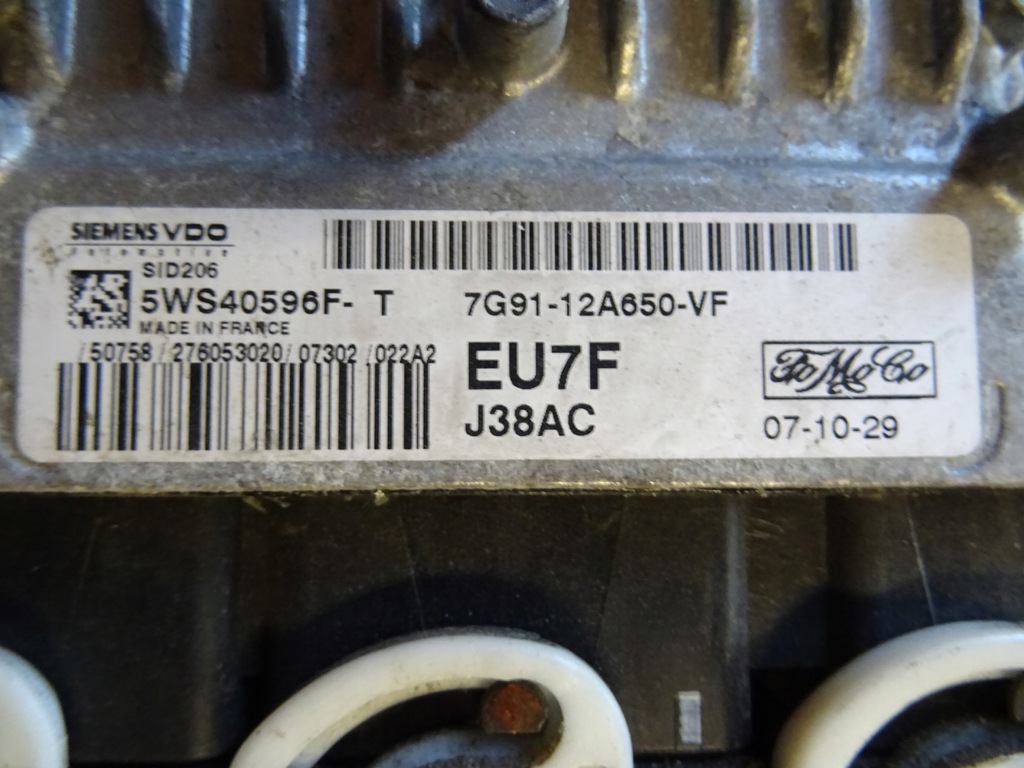 SIEMENS VDO
Automotive
SID206
5WS40596F- T 7G91-12A650-VF
MADE IN FRANCE
/50758/276053020/07302/022A2
EU7F
FoMoCo
J38AC
07-10-29